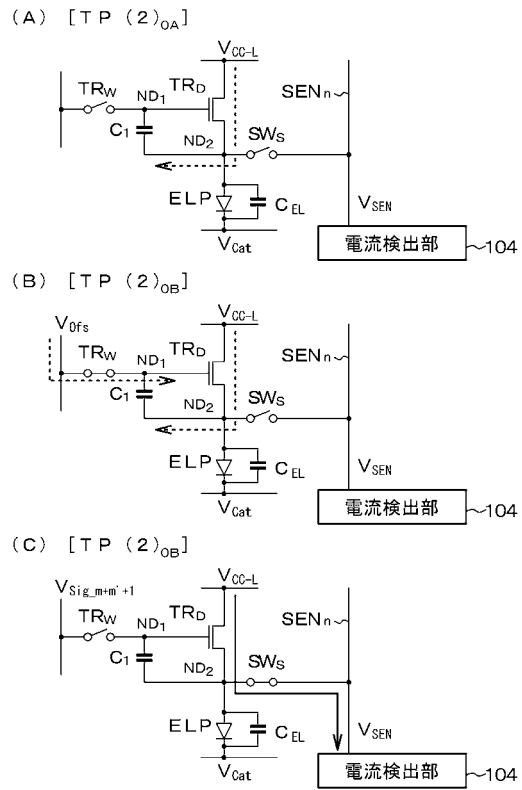 (A) [TP(2)0A]
VCC-L
TRW ND1 TRD SENn
C1 ND2 SWS
ELP CEL VSEN
VCat 電流検出部 104
(B) [TP(2)0B]
VOfs VCC-L
TRW ND1 TRD SENn
C1 ND2 SWS
ELP CEL VSEN
VCat 電流検出部 104
(C) [TP(2)0B]
VSig_m+m'+1 VCC-L
TRW ND1 TRD SENn
C1 ND2 SWS
ELP CEL VSEN
VCat 電流検出部 104